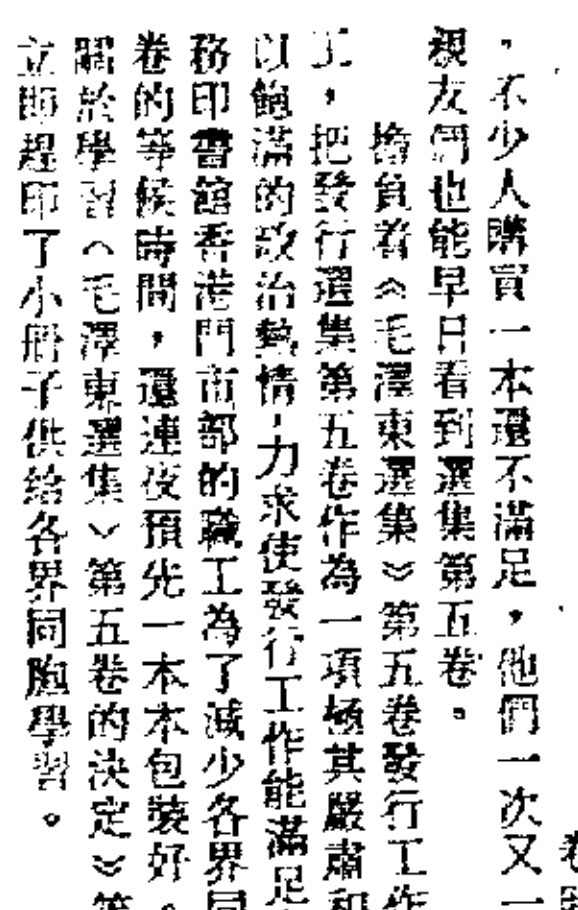 ，不少人購買一本還不滿足，他們一次又一
親友們也能早日看到選集第五卷。
擔負着《毛澤東選集》第五卷發行工作
工，把發行選集第五卷作為一項極其嚴肅和
以飽滿的政治熱情，力求使發行工作能滿足
務印書館香港門市部的職工為了減少各界同
卷的等候時間，還連夜預先一本本包裝好。
關於學習〈毛澤東選集〉第五卷的決定》等
立即趕印了小冊子供給各界同胞學習。